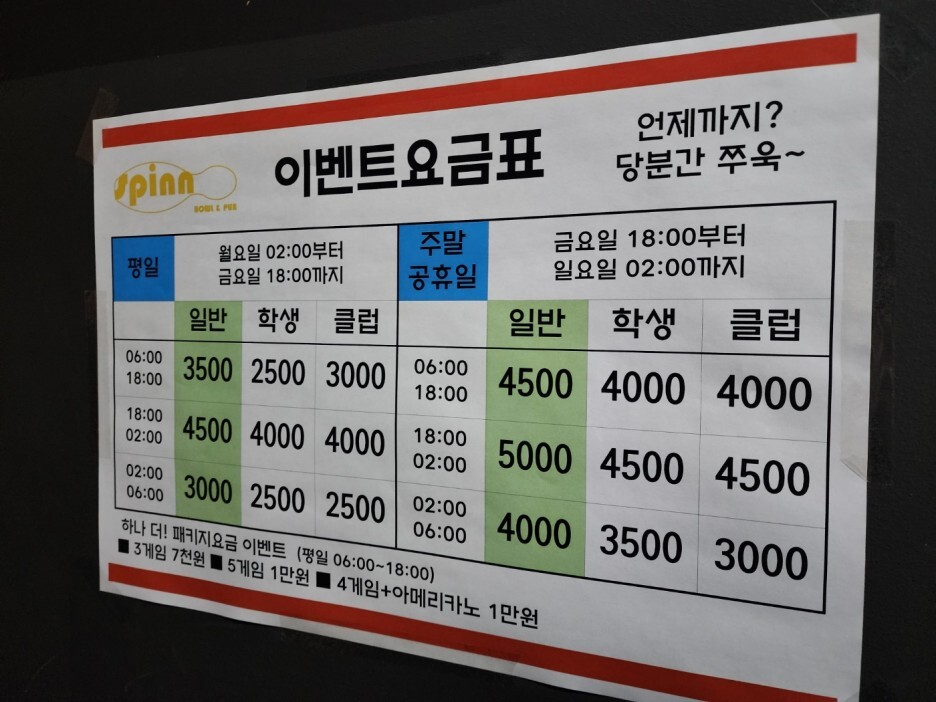 spinn
BOWL & PUB
이벤트요금표
언제까지?
당분간 쭈욱~
평일
월요일 02:00부터
금요일 18:00까지
일반 학생 클럽
06:00
18:00
3500 2500 3000
18:00
02:00
4500 4000 4000
02:00
06:00
3000 2500 2500
주말
공휴일
금요일 18:00부터
일요일 02:00까지
일반 학생 클럽
06:00
18:00
4500 4000 4000
18:00
02:00
5000 4500 4500
02:00
06:00
4000 3500 3000
하나 더! 패키지요금 이벤트 (평일 06:00~18:00)
■ 3게임 7천원 ■ 5게임 1만원 ■ 4게임+아메리카노 1만원